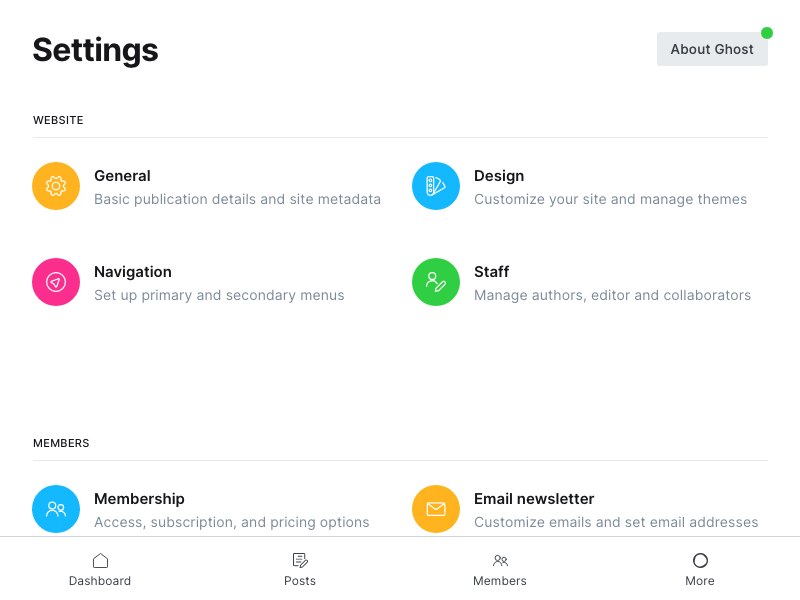 Settings
About Ghost
WEBSITE
General
Basic publication details and site metadata
Design
Customize your site and manage themes
Navigation
Set up primary and secondary menus
Staff
Manage authors, editor and collaborators
MEMBERS
Membership
Access, subscription, and pricing options
Email newsletter
Customize emails and set email addresses
Dashboard
Posts
Members
More